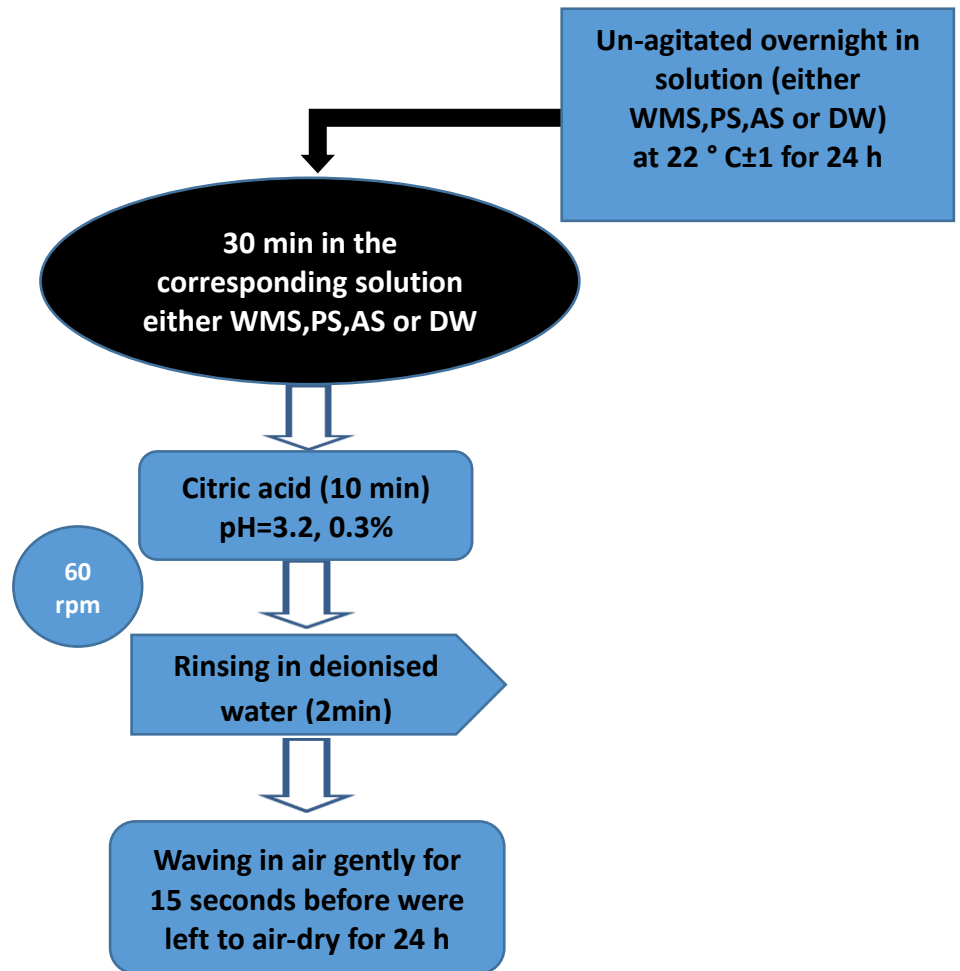 Un-agitated overnight in
solution (either
WMS,PS,AS or DW)
at 22 ° C±1 for 24 h
30 min in the
corresponding solution
either WMS,PS,AS or DW
Citric acid (10 min)
pH=3.2, 0.3%
60
rpm
Rinsing in deionised
water (2min)
Waving in air gently for
15 seconds before were
left to air-dry for 24 h